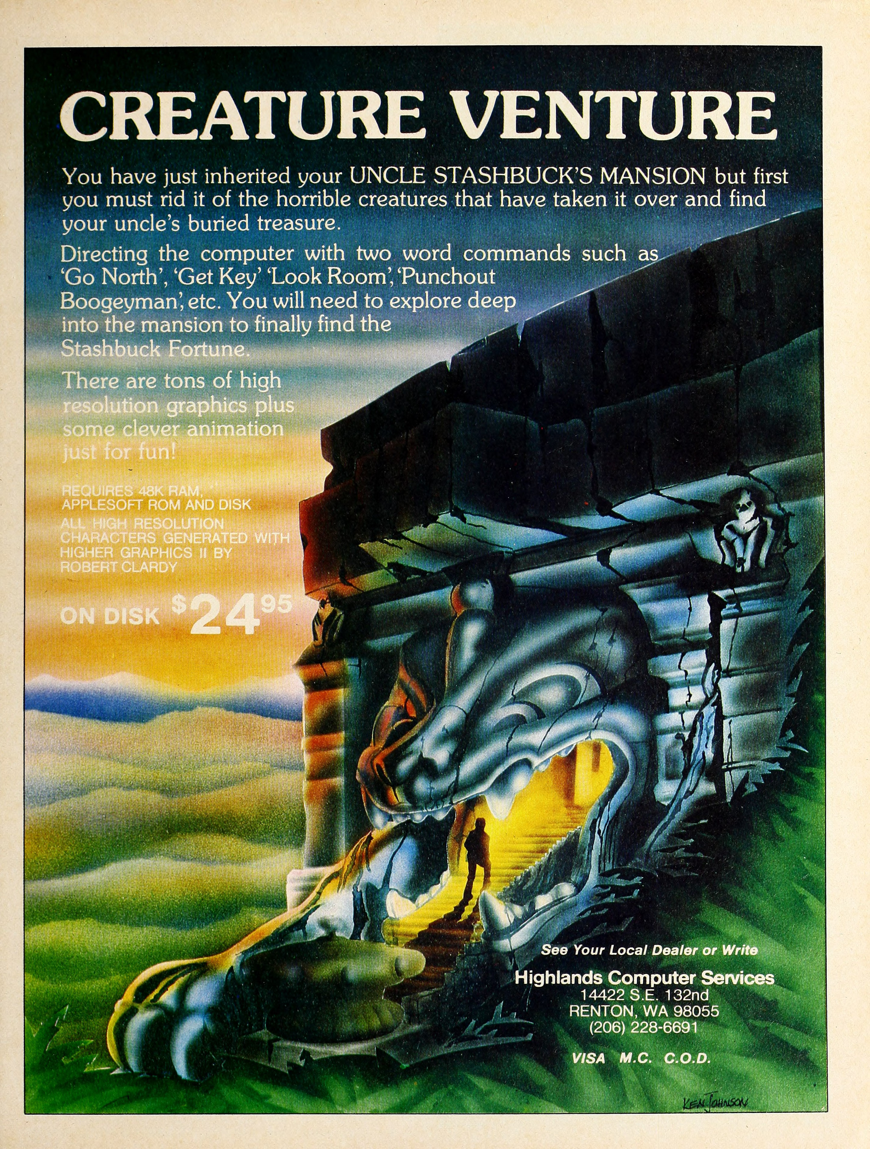 CREATURE VENTURE
You have just inherited your UNCLE STASHBUCK'S MANSION but first
you must rid it of the horrible creatures that have taken it over and find
your uncle's buried treasure.
Directing the computer with two word commands such as
'Go North', 'Get Key' 'Look Room', 'Punchout
Boogeyman', etc. You will need to explore deep
into the mansion to finally find the
Stashbuck Fortune.
There are tons of high
resolution graphics plus
some clever animation
just for fun!
REQUIRES 48K RAM,
APPLESOFT ROM AND DISK
ALL HIGH RESOLUTION
CHARACTERS GENERATED WITH
HIGHER GRAPHICS II BY
ROBERT CLARDY
ON DISK $24.95
See Your Local Dealer or Write
Highlands Computer Services
14422 S.E. 132nd
RENTON, WA 98055
(206) 228-6691
VISA M.C. C.O.D.
KEN JOHNSON